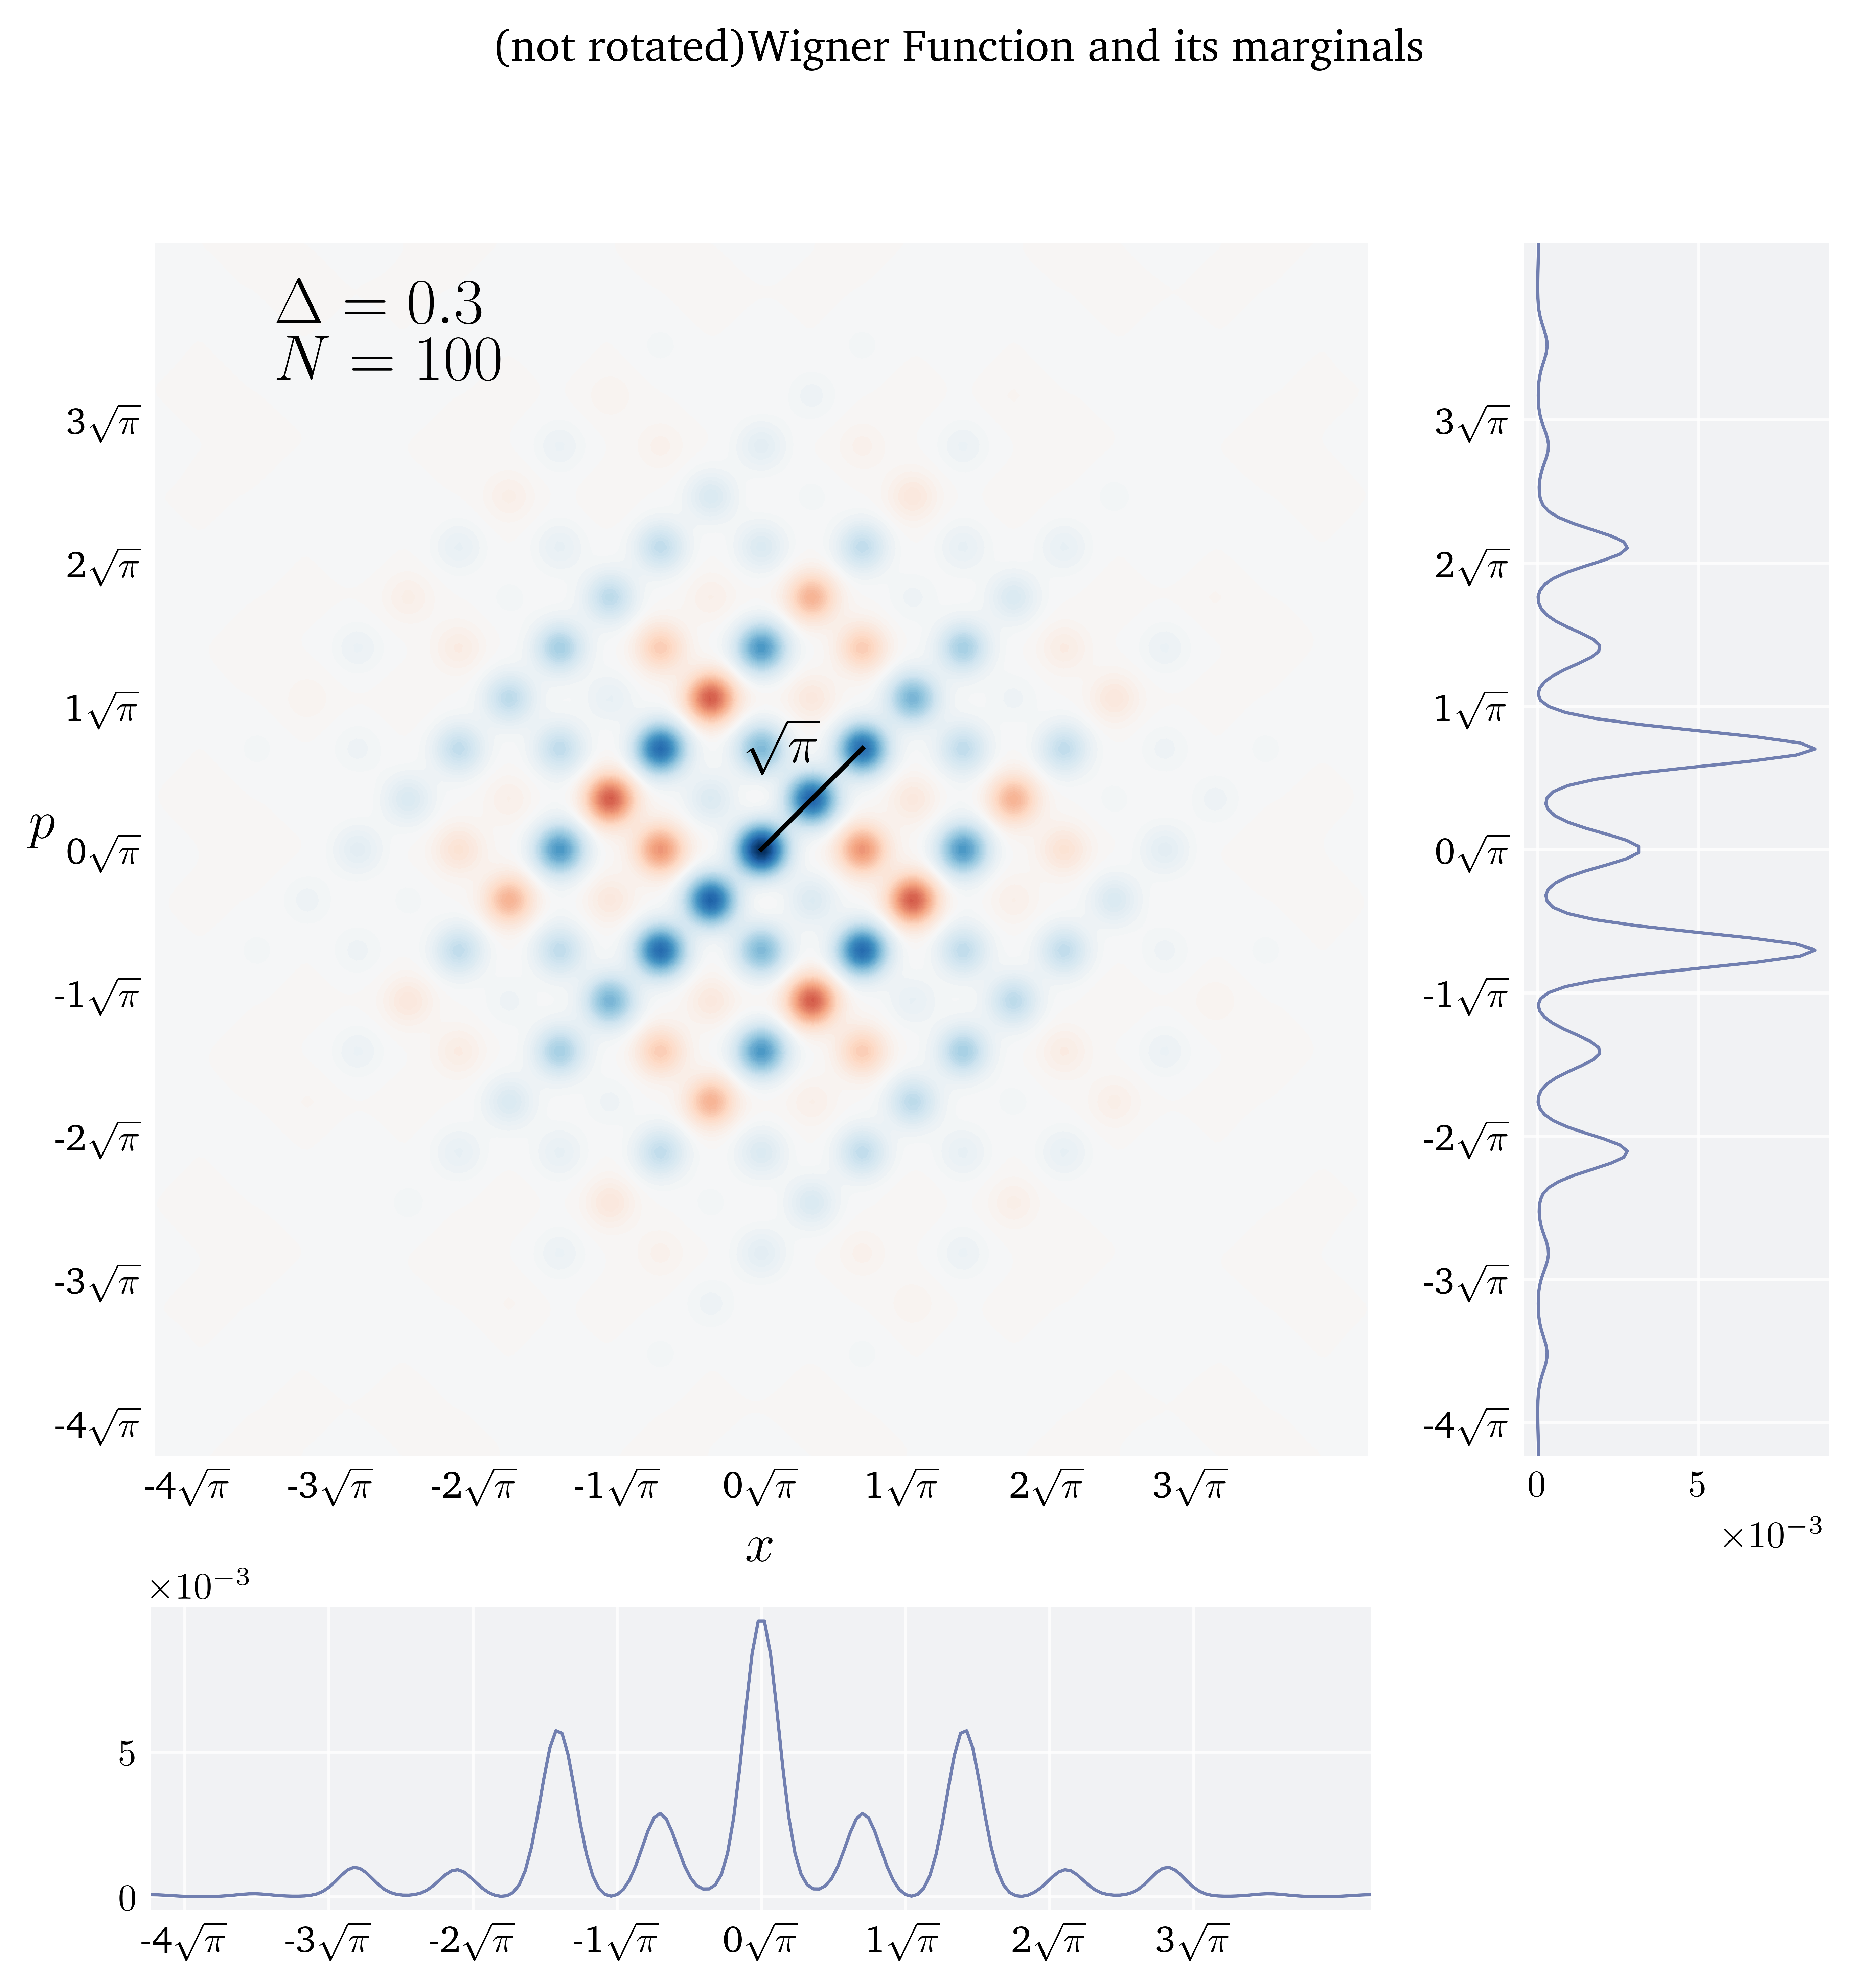 (not rotated)Wigner Function and its marginals
Δ = 0.3
N = 100
√π
p
3√π
2√π
1√π
0√π
-1√π
-2√π
-3√π
-4√π
-4√π -3√π -2√π -1√π 0√π 1√π 2√π 3√π
x
3√π
2√π
1√π
0√π
-1√π
-2√π
-3√π
-4√π
0 5
×10⁻³
×10⁻³
5
0
-4√π -3√π -2√π -1√π 0√π 1√π 2√π 3√π